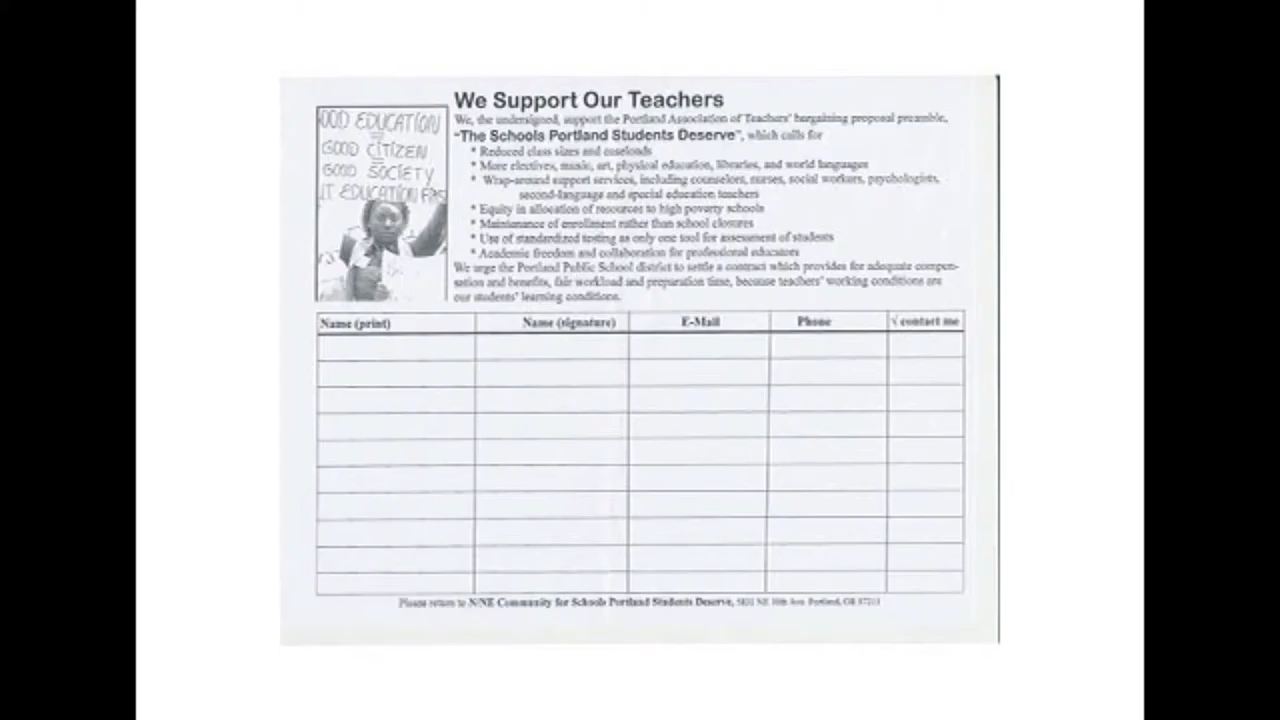 We Support Our Teachers
We, the undersigned, support the Portland Association of Teachers' bargaining proposal preamble,
"The Schools Portland Students Deserve", which calls for
* Reduced class sizes and caseloads
* More electives, music, art, physical education, libraries, and world languages
* Wrap-around support services, including counselors, nurses, social workers, psychologists,
second-language and special education teachers
* Equity in allocation of resources to high poverty schools
* Maintenance of enrollment rather than school closures
* Use of standardized testing as only one tool for assessment of students
* Academic freedom and collaboration for professional educators
We urge the Portland Public School district to settle a contract which provides for adequate compen-
sation and benefits, fair workload and preparation time, because teachers' working conditions are
our students' learning conditions.
OOD EDUCATION
=
GOOD CITIZEN
=
GOOD SOCIETY
IT EDUCATION
Name (print) Name (signature) E-Mail Phone √ contact me
Please return to N/NE Community for Schools Portland Students Deserve, NE Ave Portland, OR